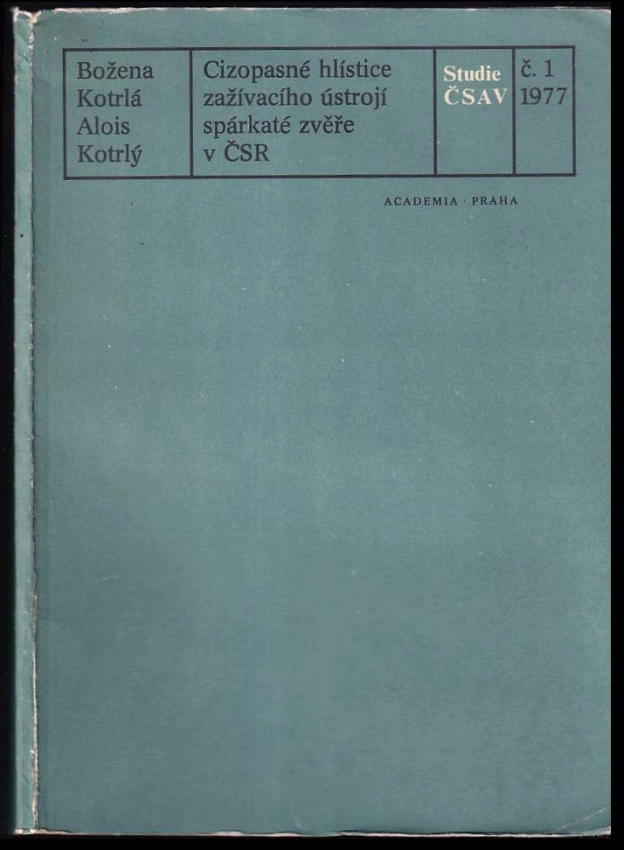 Božena
Kotrlá
Alois
Kotrlý
Cizopasné hlístice
zažívacího ústrojí
spárkaté zvěře
v ČSR
Studie
ČSAV
č. 1
1977
ACADEMIA · PRAHA